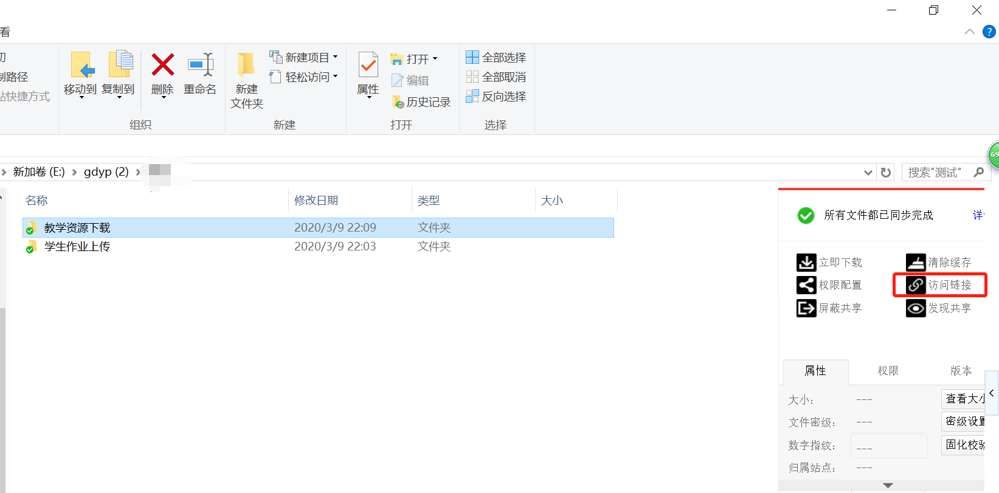 看
?
切
制路径
贴快捷方式
移动到
复制到
删除
重命名
新建
文件夹
新建项目
轻松访问
属性
打开
编辑
历史记录
全部选择
全部取消
反向选择
组织
新建
打开
选择
69
新加卷 (E:)
gdyp (2)
搜索"测试"
名称
修改日期
类型
大小
教学资源下载 2020/3/9 22:09 文件夹
学生作业上传 2020/3/9 22:03 文件夹
所有文件都已同步完成
详
立即下载
清除缓存
权限配置
访问链接
屏蔽共享
发现共享
属性
权限
版本
大小: --- 查看大小
文件密级: --- 密级设置
数字指纹: --- 固化校验
归属站点: ---